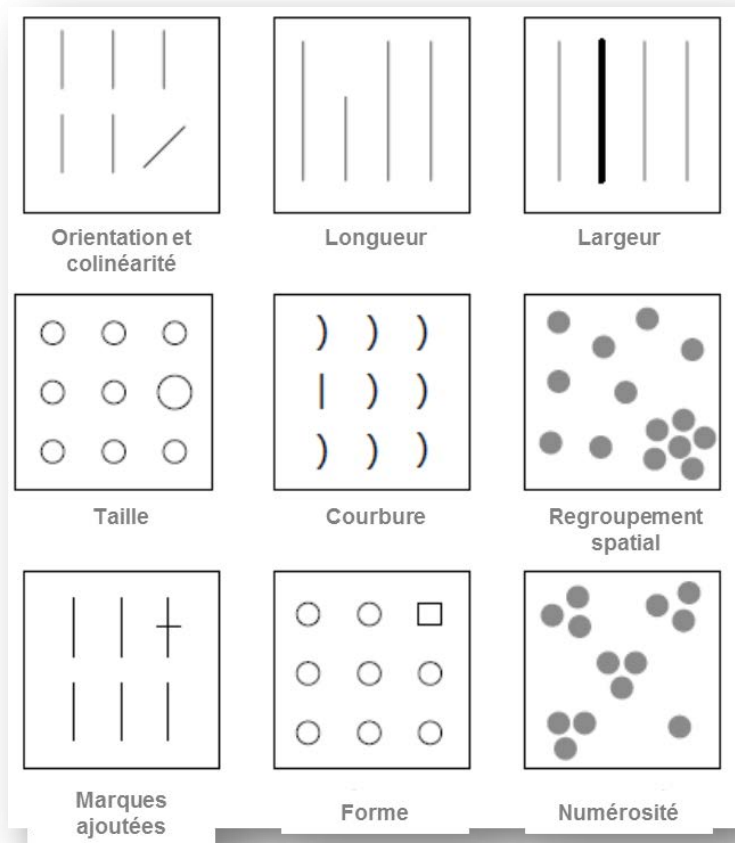 Orientation et
colinéarité
Longueur
Largeur
Taille
Courbure
Regroupement
spatial
Marques
ajoutées
Forme
Numérosité